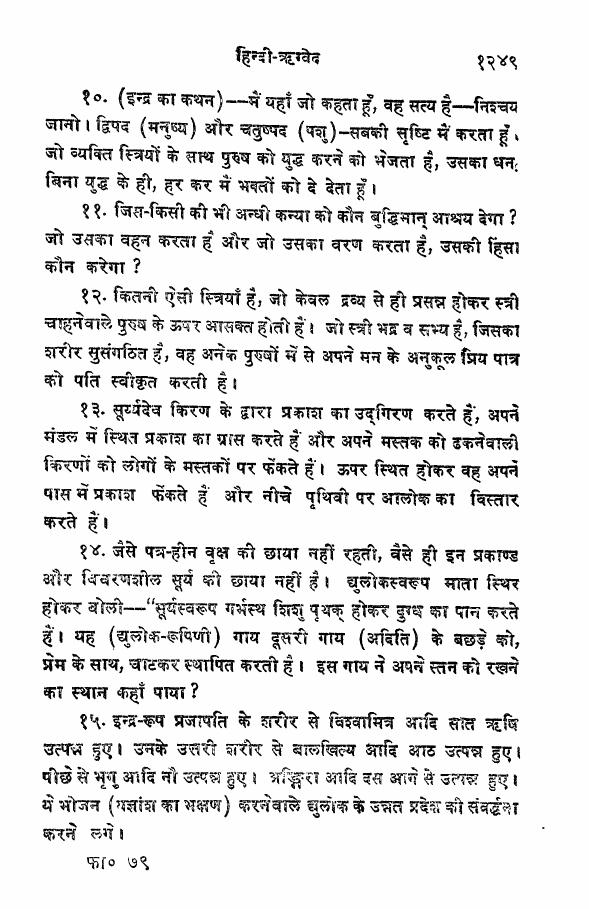 हिन्दी-ऋग्वेद १२४९
१०. (इन्द्र का कथन)--मैं यहाँ जो कहता हूँ, वह सत्य है--निश्चय
जानो। द्विपद (मनुष्य) और चतुष्पद (पशु)-सबकी सृष्टि मैं करता हूँ।
जो व्यक्ति स्त्रियों के साथ पुरुष को युद्ध करने को भेजता है, उसका धन
बिना युद्ध के ही, हर कर मैं भक्तों को दे देता हूँ।
११. जिस-किसी की भी अन्धी कन्या को कौन बुद्धिमान् आश्रय देगा ?
जो उसका वहन करता है और जो उसका वरण करता है, उसकी हिंसा
कौन करेगा ?
१२. कितनी ऐसी स्त्रियाँ हैं, जो केवल द्रव्य से ही प्रसन्न होकर स्त्री
चाहनेवाले पुरुष के ऊपर आसक्त होती हैं। जो स्त्री भद्र व सभ्य है, जिसका
शरीर सुसंगठित है, वह अनेक पुरुषों में से अपने मन के अनुकूल प्रिय पात्र
को पति स्वीकृत करती है।
१३. सूर्य्यदेव किरण के द्वारा प्रकाश का उद्गिरण करते हैं, अपने
मंडल में स्थित प्रकाश का ग्रास करते हैं और अपने मस्तक को ढकनेवाली
किरणों को लोगों के मस्तकों पर फेंकते हैं। ऊपर स्थित होकर वह अपने
पास में प्रकाश फेंकते हैं और नीचे पृथिवी पर आलोक का विस्तार
करते हैं।
१४. जैसे पत्र-हीन वृक्ष की छाया नहीं रहती, वैसे ही इन प्रकाण्ड
और विचरणशील सूर्य की छाया नहीं है। द्युलोकस्वरूप माता स्थिर
होकर बोली--"सूर्यस्वरूप गर्भस्थ शिशु पृथक् होकर दुग्ध का पान करते
हैं। यह (द्युलोक-रूपिणी) गाय दूसरी गाय (अदिति) के बछड़े को,
प्रेम के साथ, चाटकर स्थापित करती है। इस गाय ने अपने स्तन को रखने
का स्थान कहाँ पाया ?
१५. इन्द्र-रूप प्रजापति के शरीर से विश्वामित्र आदि सात ऋषि
उत्पन्न हुए। उनके उत्तरी शरीर से बालखिल्य आदि आठ उत्पन्न हुए।
पीछे से भृगु आदि नौ उत्पन्न हुए। अङ्गिरा आदि दस आगे से उत्पन्न हुए।
ये भोजन (यज्ञांश का भक्षण) करनेवाले द्युलोक के उन्नत प्रदेश की संवर्द्धना
करने लगे।
फा० ७९